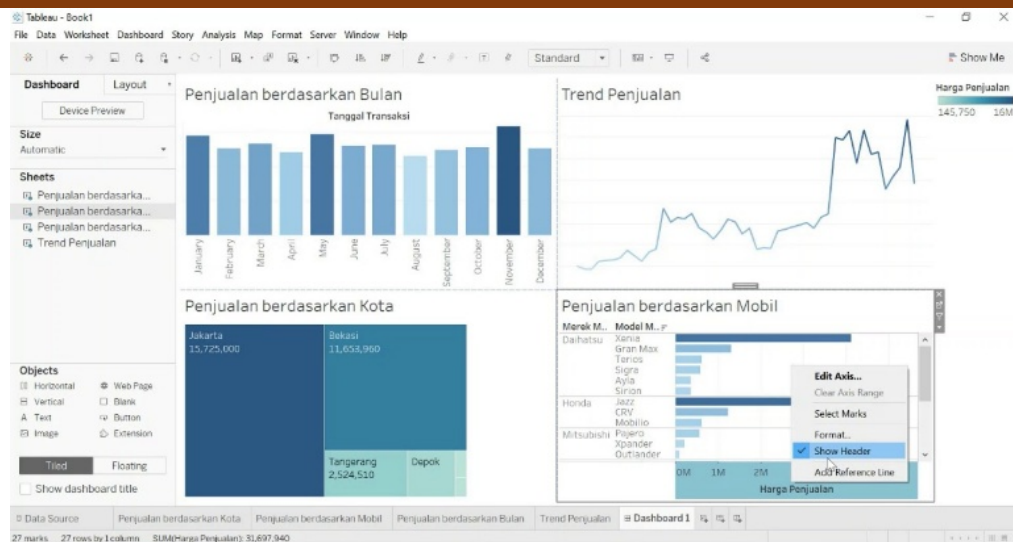 Tableau - Book1
File Data Worksheet Dashboard Story Analysis Map Format Server Window Help
Standard
Show Me
Dashboard Layout
Device Preview
Size
Automatic
Sheets
Penjualan berdasarka...
Penjualan berdasarka...
Penjualan berdasarka...
Trend Penjualan
Objects
Horizontal Web Page
Vertical Blank
A Text Button
Image Extension
Tiled Floating
Show dashboard title
Penjualan berdasarkan Bulan
Tanggal Transaksi
January February March April May June July August September October November December
Trend Penjualan
Harga Penjualan
145,750 16M
Penjualan berdasarkan Kota
Jakarta
15,725,000
Bekasi
11,653,960
Tangerang
2,524,510
Depok
Penjualan berdasarkan Mobil
Merek M.. Model M..
Daihatsu Xenia
Gran Max
Terios
Sigra
Ayla
Sirion
Honda Jazz
CRV
Mobilio
Mitsubishi Pajero
Xpander
Outlander
0M 1M 2M
Harga Penjualan
Edit Axis...
Clear Axis Range
Select Marks
Format...
Show Header
Add Reference Line
Data Source Penjualan berdasarkan Kota Penjualan berdasarkan Mobil Penjualan berdasarkan Bulan Trend Penjualan Dashboard 1
27 marks 27 rows by 1 column SUM(Harga Penjualan): 31,697,940